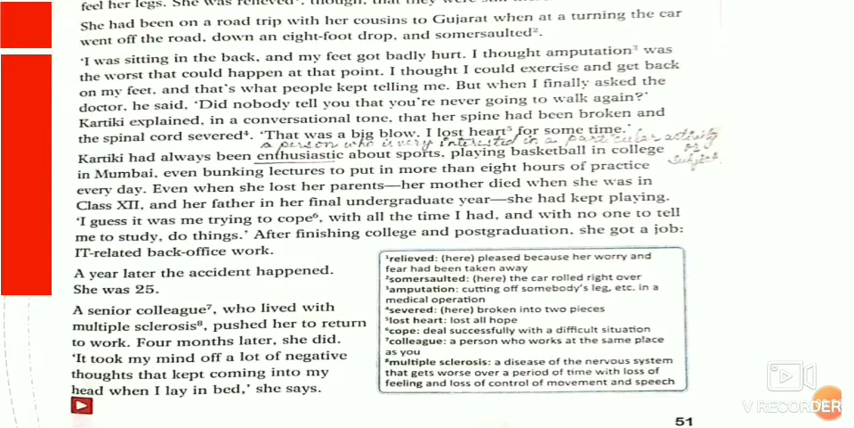 feel her legs. She was relieved¹, though, that they were still
She had been on a road trip with her cousins to Gujarat when at a turning the car
went off the road, down an eight-foot drop, and somersaulted².
'I was sitting in the back, and my feet got badly hurt. I thought amputation³ was
the worst that could happen at that point. I thought I could exercise and get back
on my feet, and that's what people kept telling me. But when I finally asked the
doctor, he said, 'Did nobody tell you that you're never going to walk again?'
Kartiki explained, in a conversational tone, that her spine had been broken and
the spinal cord severed⁴. 'That was a big blow. I lost heart⁵ for some time.'
a person who is very interested in a particular activity
or
subject
Kartiki had always been enthusiastic about sports, playing basketball in college
in Mumbai, even bunking lectures to put in more than eight hours of practice
every day. Even when she lost her parents—her mother died when she was in
Class XII, and her father in her final undergraduate year—she had kept playing.
'I guess it was me trying to cope⁶, with all the time I had, and with no one to tell
me to study, do things.' After finishing college and postgraduation, she got a job:
IT-related back-office work.
A year later the accident happened.
She was 25.
A senior colleague⁷, who lived with
multiple sclerosis⁸, pushed her to return
to work. Four months later, she did.
'It took my mind off a lot of negative
thoughts that kept coming into my
head when I lay in bed,' she says.
¹relieved: (here) pleased because her worry and
fear had been taken away
²somersaulted: (here) the car rolled right over
³amputation: cutting off somebody's leg, etc. in a
medical operation
⁴severed: (here) broken into two pieces
⁵lost heart: lost all hope
⁶cope: deal successfully with a difficult situation
⁷colleague: a person who works at the same place
as you
⁸multiple sclerosis: a disease of the nervous system
that gets worse over a period of time with loss of
feeling and loss of control of movement and speech
51
V RECORDER